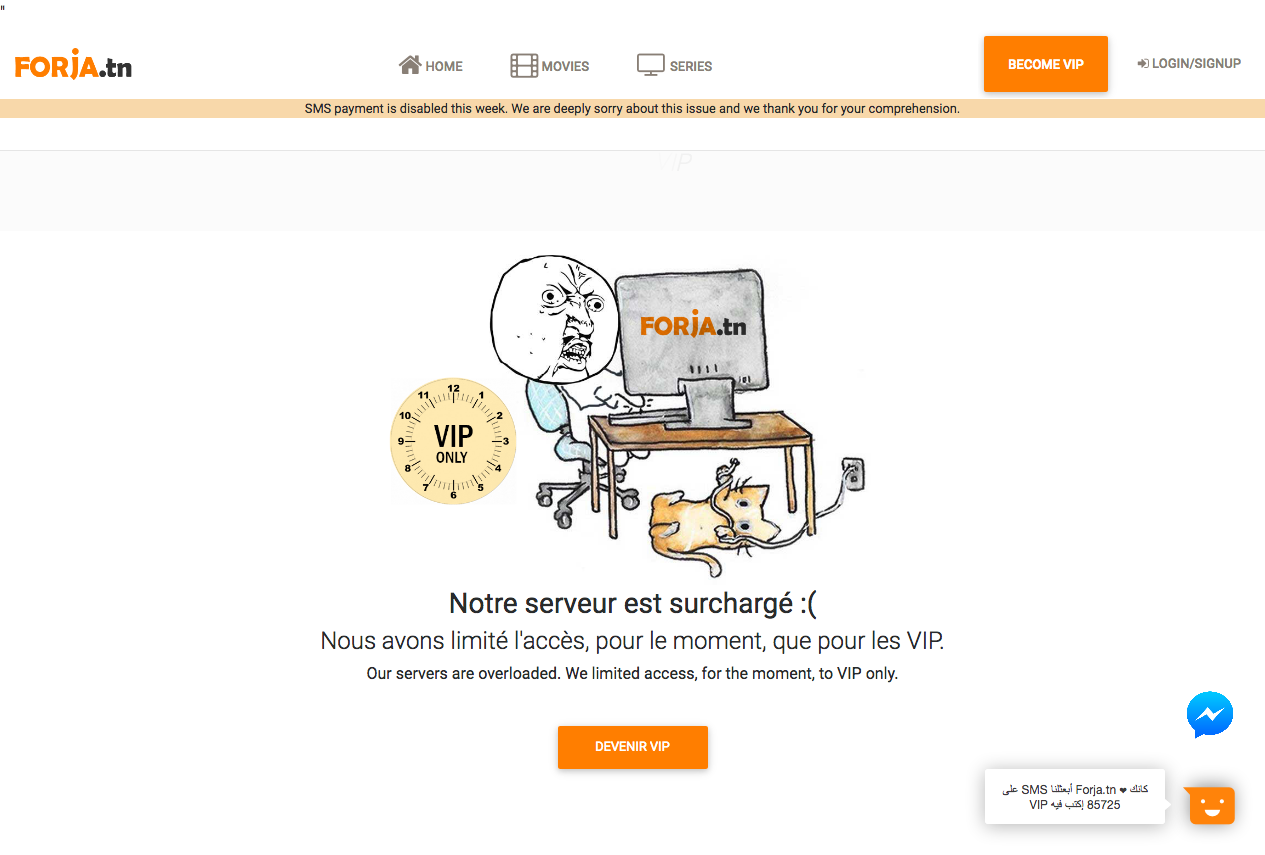 "
FORJA.tn
HOME
MOVIES
SERIES
BECOME VIP
LOGIN/SIGNUP
SMS payment is disabled this week. We are deeply sorry about this issue and we thank you for your comprehension.
VIP
FORJA.tn
12
11
1
10
2
VIP
9
3
ONLY
8
4
7
5
6
Notre serveur est surchargé :(
Nous avons limité l'accès, pour le moment, que pour les VIP.
Our servers are overloaded. We limited access, for the moment, to VIP only.
DEVENIR VIP
كانك ❤ Forja.tn أبعثلنا SMS على
85725 إكتب فيه VIP